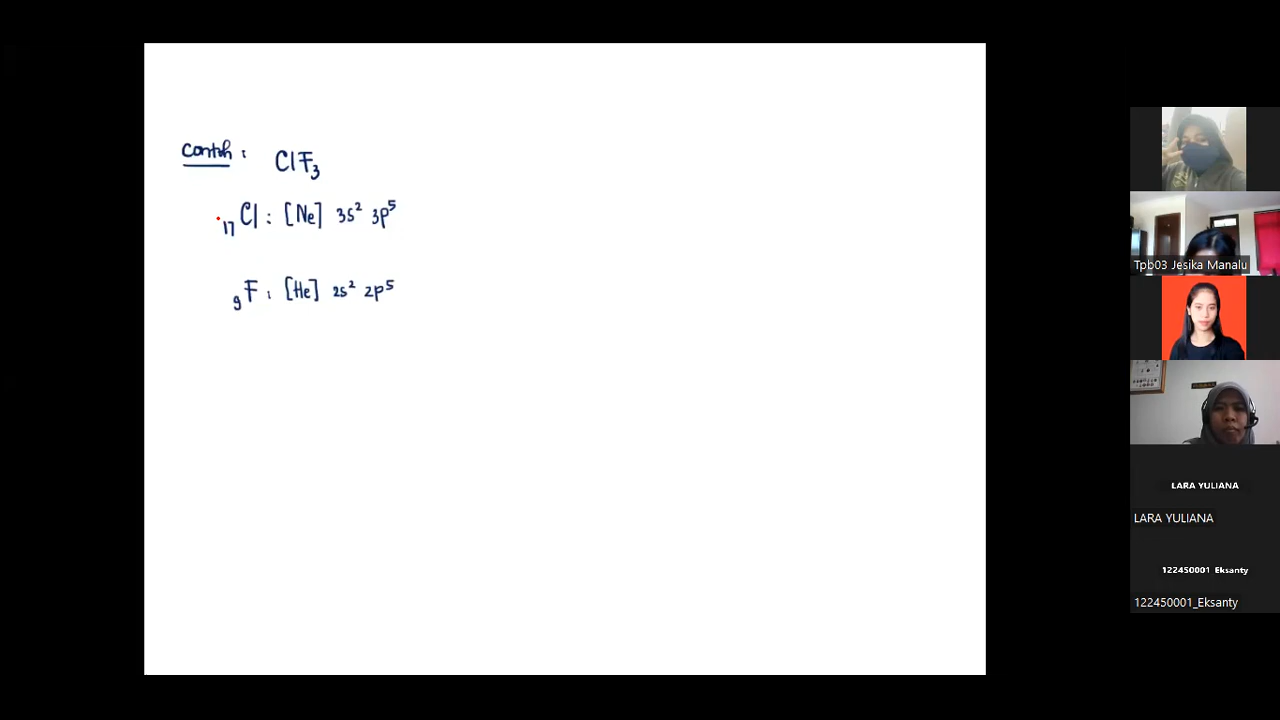 Contoh : ClF₃
₁₇Cl : [Ne] 3s² 3p⁵
₉F : [He] 2s² 2p⁵
Tpb03 Jesika Manalu
LARA YULIANA
LARA YULIANA
122450001 Eksanty
122450001_Eksanty